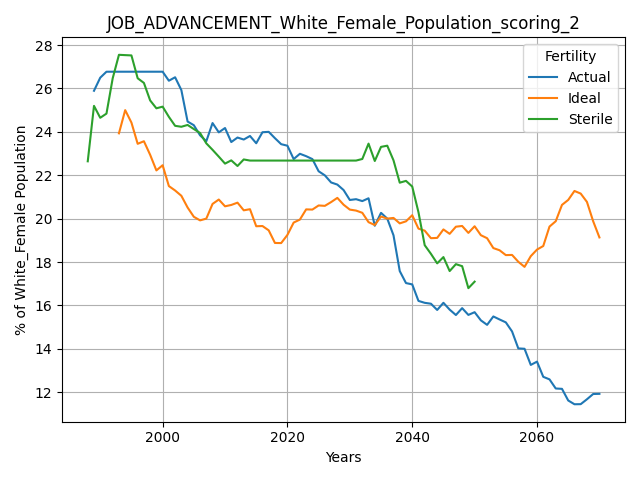 JOB_ADVANCEMENT_White_Female_Population_scoring_2
Fertility
Actual
Ideal
Sterile
% of White_Female Population
28
26
24
22
20
18
16
14
12
2000 2020 2040 2060
Years